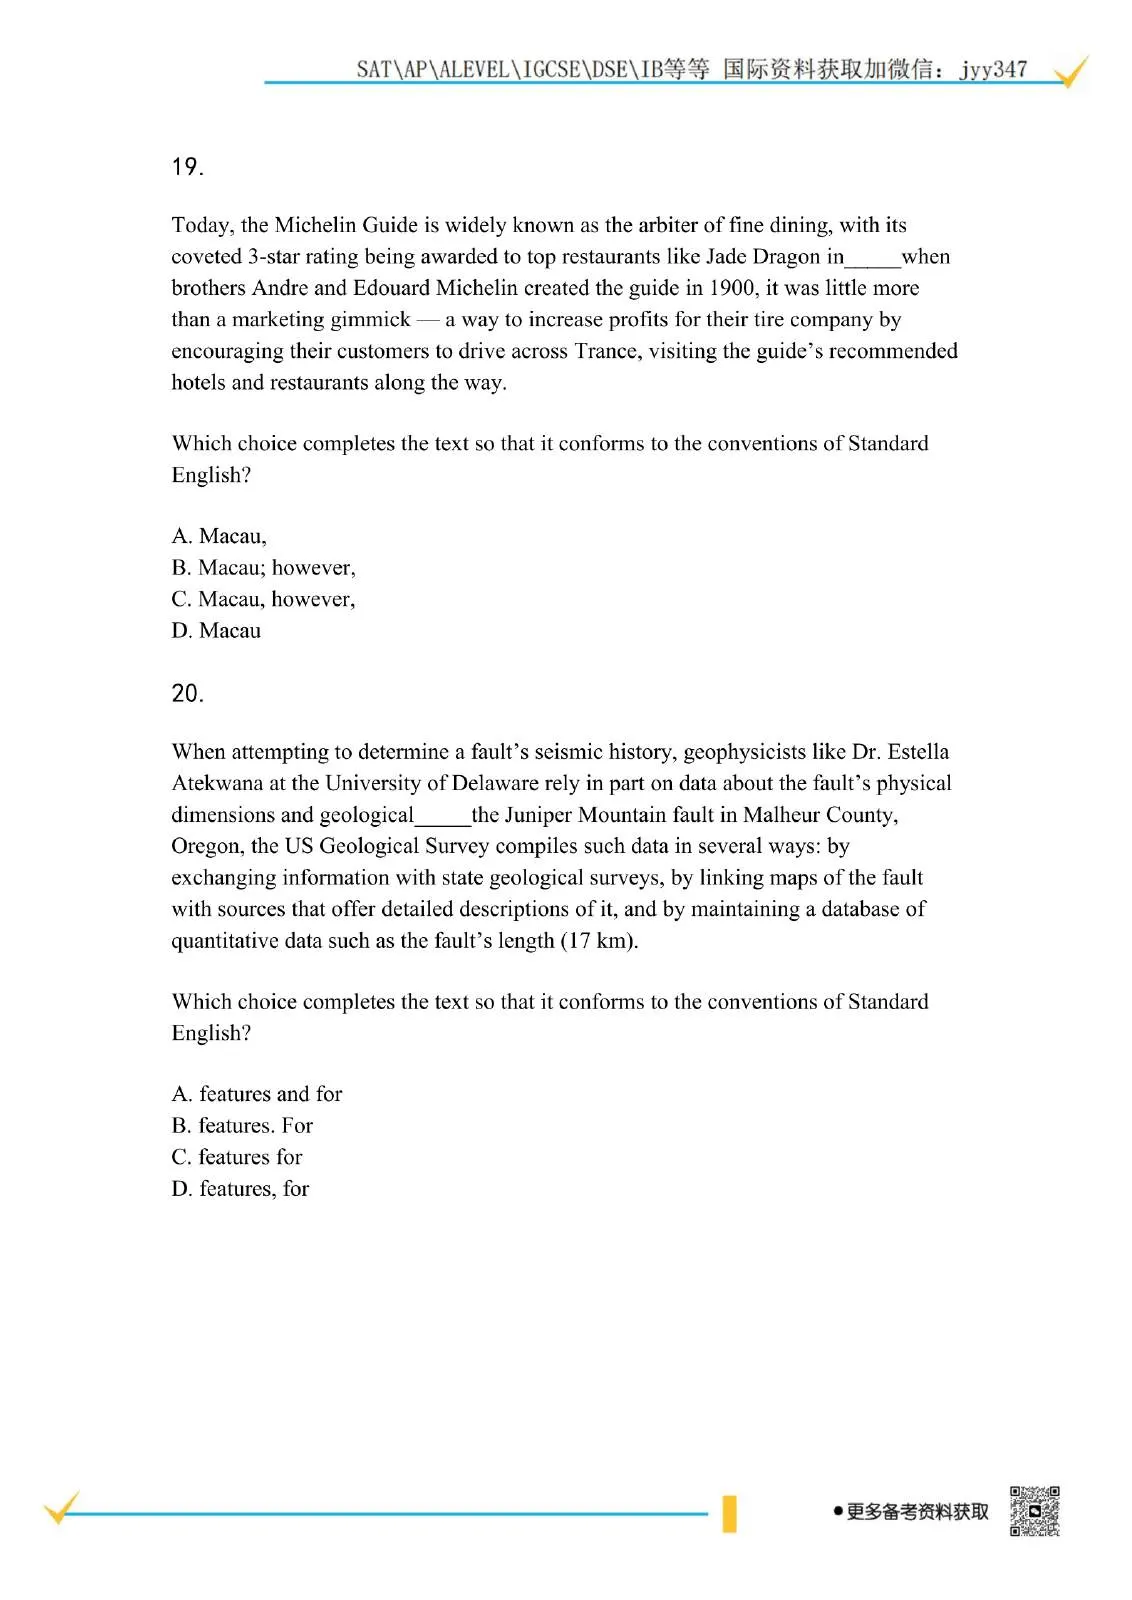 SAT\AP\ALEVEL\IGCSE\DSE\IB等等 国际资料获取加微信：jyy347
19.
Today, the Michelin Guide is widely known as the arbiter of fine dining, with its
coveted 3-star rating being awarded to top restaurants like Jade Dragon in_____when
brothers Andre and Edouard Michelin created the guide in 1900, it was little more
than a marketing gimmick — a way to increase profits for their tire company by
encouraging their customers to drive across Trance, visiting the guide’s recommended
hotels and restaurants along the way.
Which choice completes the text so that it conforms to the conventions of Standard
English?
A. Macau,
B. Macau; however,
C. Macau, however,
D. Macau
20.
When attempting to determine a fault’s seismic history, geophysicists like Dr. Estella
Atekwana at the University of Delaware rely in part on data about the fault’s physical
dimensions and geological_____the Juniper Mountain fault in Malheur County,
Oregon, the US Geological Survey compiles such data in several ways: by
exchanging information with state geological surveys, by linking maps of the fault
with sources that offer detailed descriptions of it, and by maintaining a database of
quantitative data such as the fault’s length (17 km).
Which choice completes the text so that it conforms to the conventions of Standard
English?
A. features and for
B. features. For
C. features for
D. features, for
●更多备考资料获取